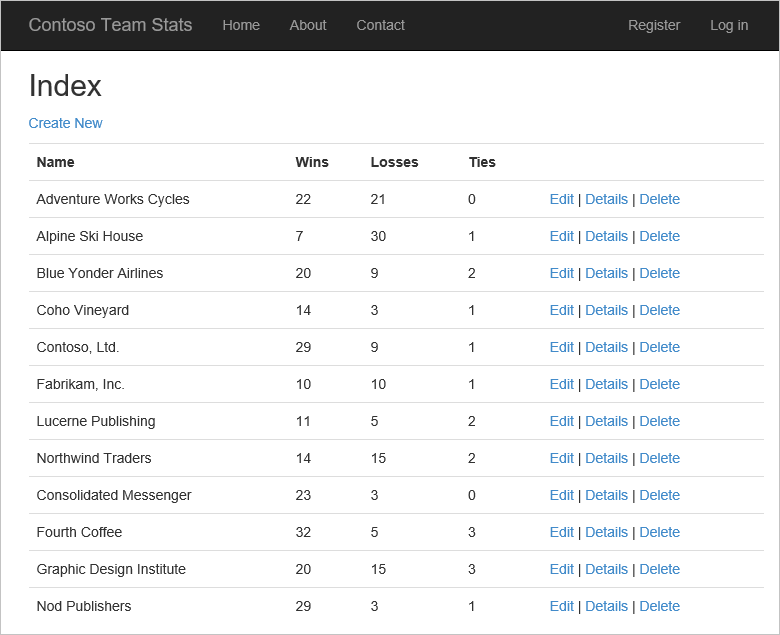 Contoso Team Stats Home About Contact Register Log in
Index
Create New
Name Wins Losses Ties
Adventure Works Cycles 22 21 0 Edit | Details | Delete
Alpine Ski House 7 30 1 Edit | Details | Delete
Blue Yonder Airlines 20 9 2 Edit | Details | Delete
Coho Vineyard 14 3 1 Edit | Details | Delete
Contoso, Ltd. 29 9 1 Edit | Details | Delete
Fabrikam, Inc. 10 10 1 Edit | Details | Delete
Lucerne Publishing 11 5 2 Edit | Details | Delete
Northwind Traders 14 15 2 Edit | Details | Delete
Consolidated Messenger 23 3 0 Edit | Details | Delete
Fourth Coffee 32 5 3 Edit | Details | Delete
Graphic Design Institute 20 15 3 Edit | Details | Delete
Nod Publishers 29 3 1 Edit | Details | Delete